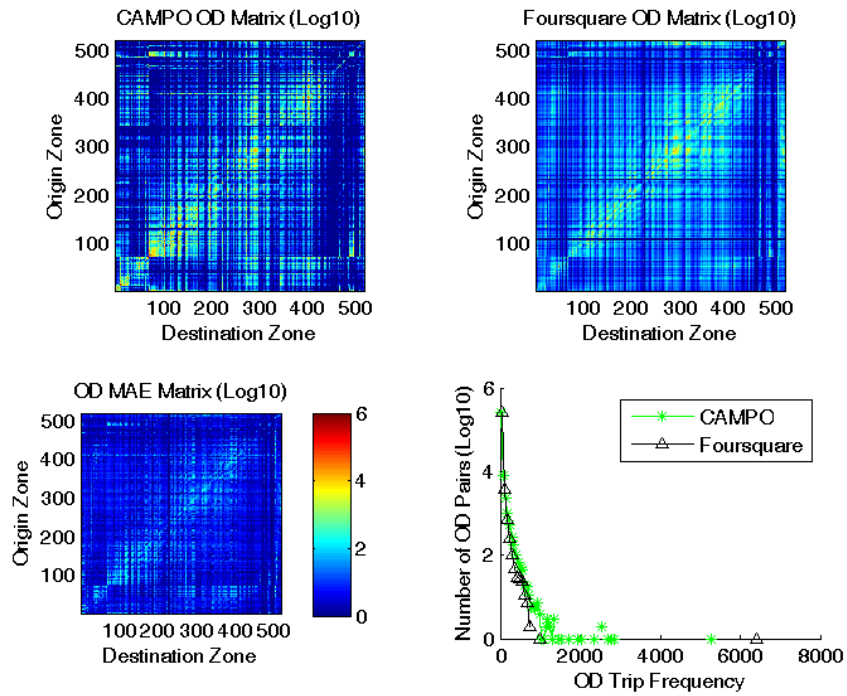 CAMPO OD Matrix (Log10)
Origin Zone
500
400
300
200
100
100 200 300 400 500
Destination Zone
Foursquare OD Matrix (Log10)
Origin Zone
500
400
300
200
100
100 200 300 400 500
Destination Zone
OD MAE Matrix (Log10)
Origin Zone
500
400
300
200
100
100 200 300 400 500
Destination Zone
6
4
2
0
Number of OD Pairs (Log10)
6
4
2
0
0 2000 4000 6000 8000
OD Trip Frequency
CAMPO
Foursquare